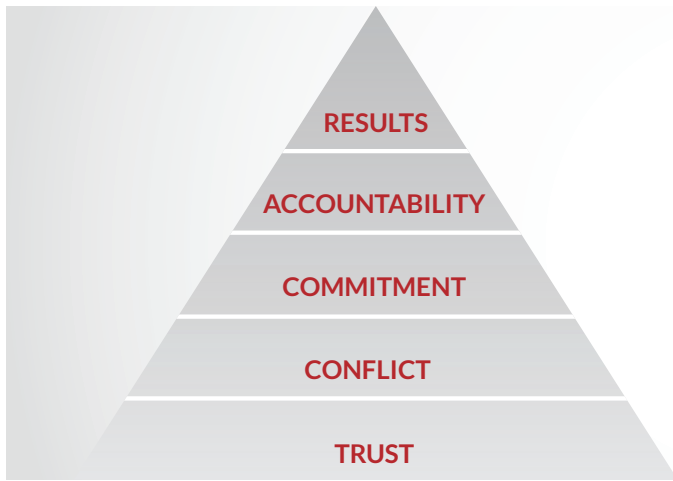 RESULTS
ACCOUNTABILITY
COMMITMENT
CONFLICT
TRUST